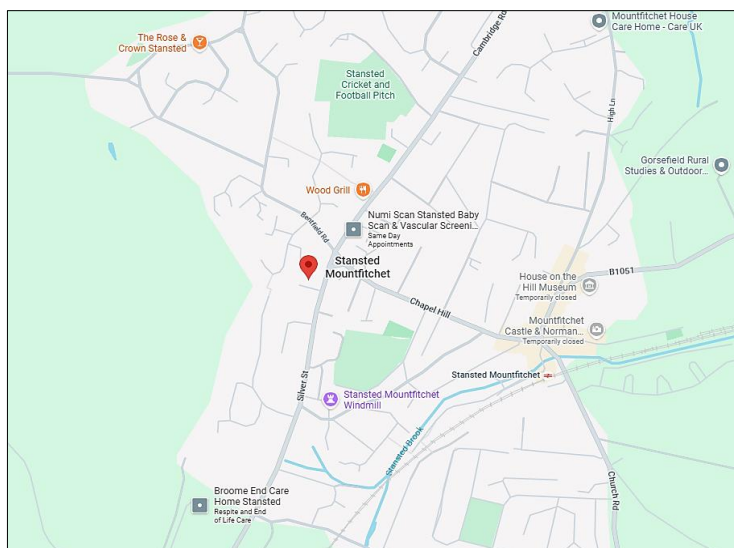 The Rose &
Crown Stansted
Mountfitchet House
Care Home - Care UK
Cambridge Rd
Stansted
Cricket and
Football Pitch
High Ln
Gorsefield Rural
Studies & Outdoor...
Wood Grill
Bentfield Rd
Numi Scan Stansted Baby
Scan & Vascular Screeni...
Same Day
Appointments
Stansted
Mountfitchet
House on
the Hill Museum
Temporarily closed
B1051
Chapel Hill
Mountfitchet
Castle & Norman...
Temporarily closed
Stansted Mountfitchet
Silver St
Stansted Mountfitchet
Windmill
Stansted Brook
Church Rd
Broome End Care
Home Stansted
Respite and End
of Life Care